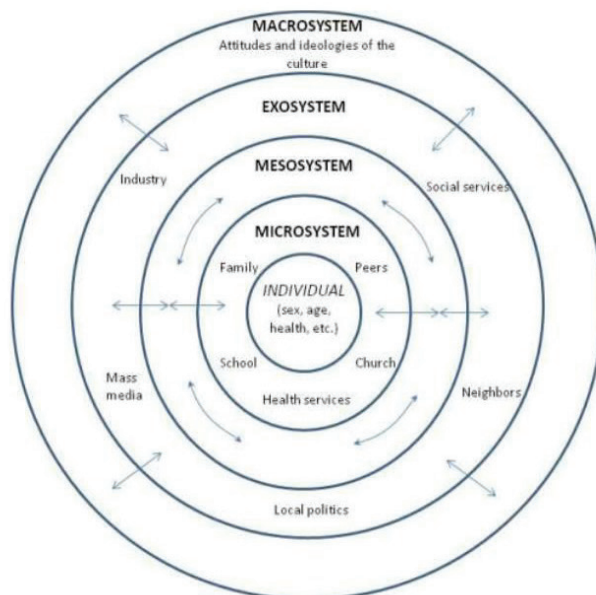 MACROSYSTEM
Attitudes and ideologies of the
culture
EXOSYSTEM
MESOSYSTEM
Industry
Social services
MICROSYSTEM
Family
Peers
INDIVIDUAL
(sex, age,
health, etc.)
School
Church
Mass
media
Health services
Neighbors
Local politics